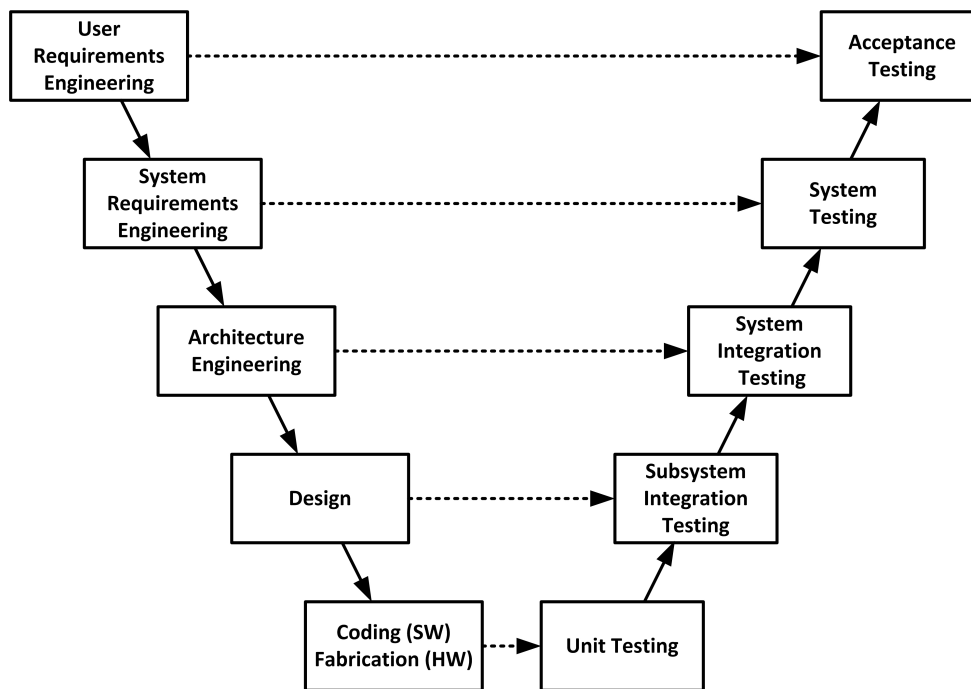 User
Requirements
Engineering
Acceptance
Testing
System
Requirements
Engineering
System
Testing
Architecture
Engineering
System
Integration
Testing
Design
Subsystem
Integration
Testing
Coding (SW)
Fabrication (HW)
Unit Testing